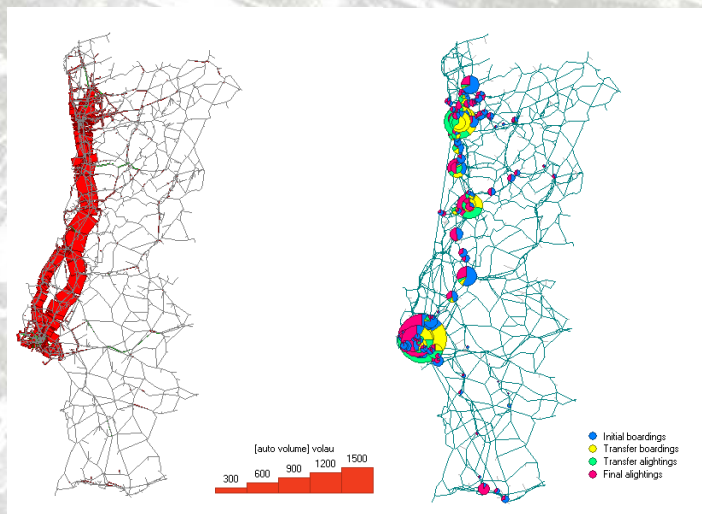 [auto volume] volau
300
600
900
1200
1500
Initial boardings
Transfer boardings
Transfer alightings
Final alightings